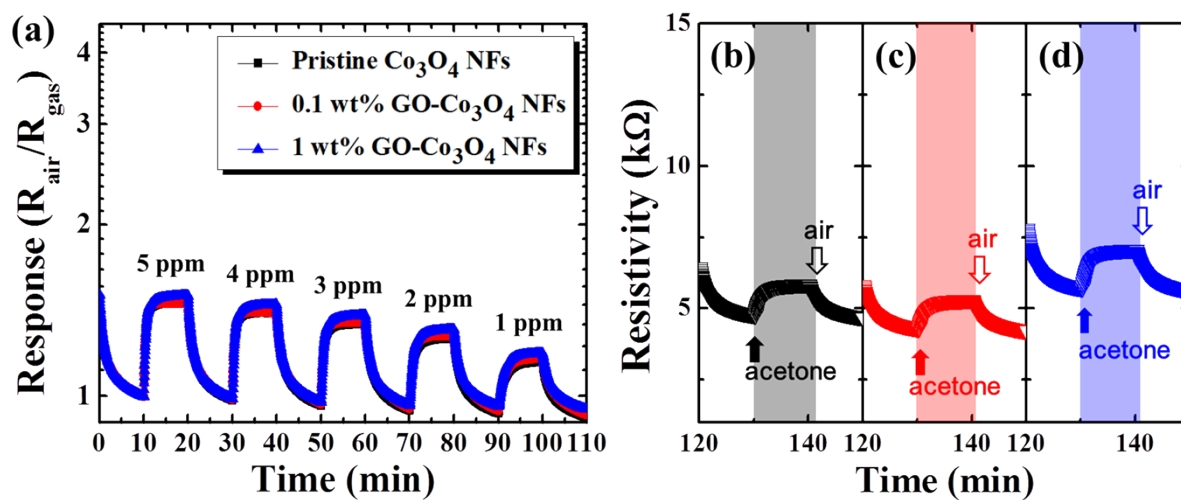 (a)
Response (R_air/R_gas)
4
3
2
1
Pristine Co₃O₄ NFs
0.1 wt% GO-Co₃O₄ NFs
1 wt% GO-Co₃O₄ NFs
5 ppm
4 ppm
3 ppm
2 ppm
1 ppm
0 10 20 30 40 50 60 70 80 90 100 110
Time (min)
Resistivity (kΩ)
15
10
5
(b)
air
acetone
120 140
(c)
air
acetone
120 140
(d)
air
acetone
120 140
Time (min)